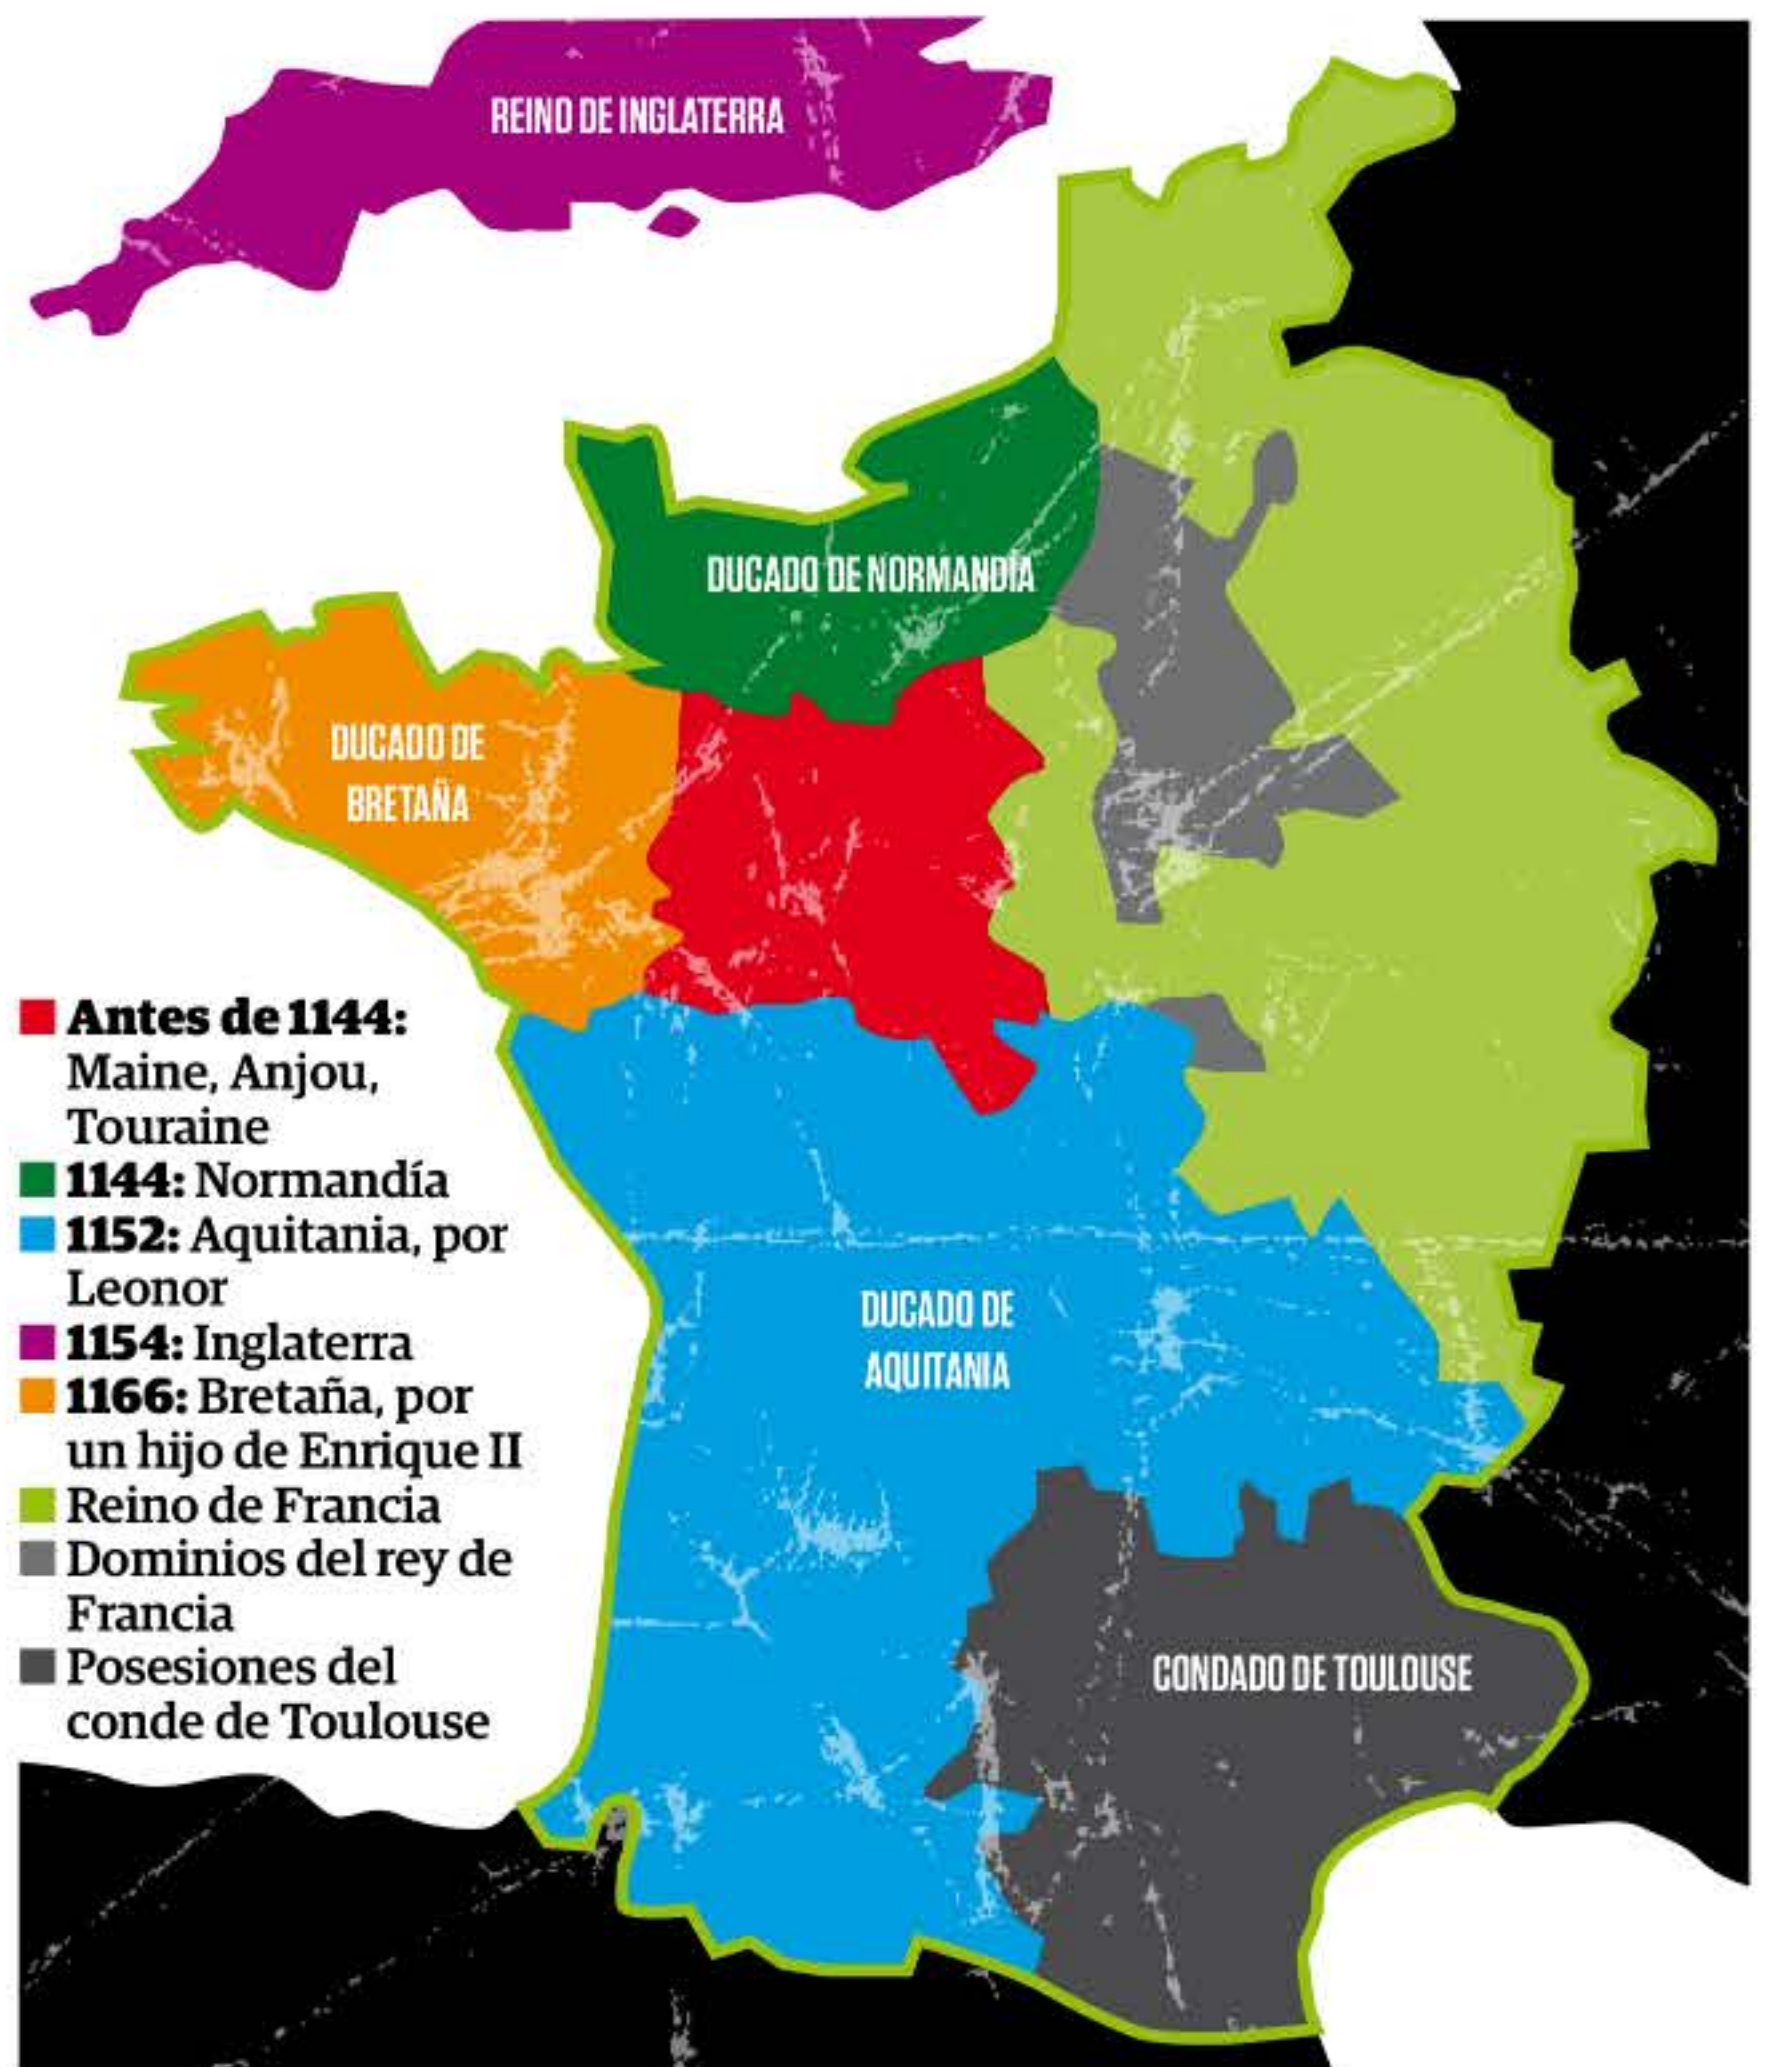 REINO DE INGLATERRA
DUCADO DE NORMANDÍA
DUCADO DE
BRETAÑA
Antes de 1144:
Maine, Anjou,
Touraine
1144: Normandía
1152: Aquitania, por
Leonor
1154: Inglaterra
1166: Bretaña, por
un hijo de Enrique II
Reino de Francia
Dominios del rey de
Francia
Posesiones del
conde de Toulouse
DUCADO DE
AQUITANIA
CONDADO DE TOULOUSE